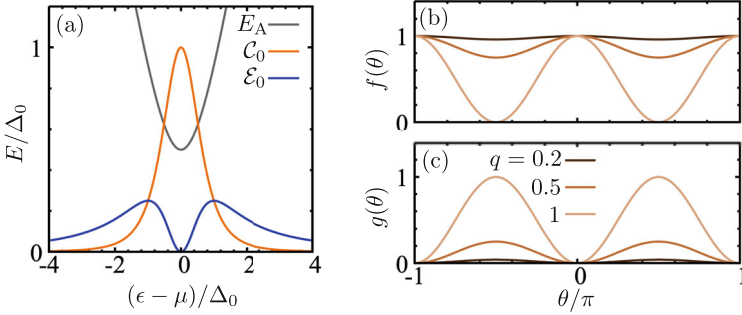 (a)
E_A
C_0
ℰ_0
E/Δ_0
1
0
-4 -2 0 2 4
(ϵ − μ)/Δ_0
(b)
f(θ)
1
0
(c)
q = 0.2
0.5
1
g(θ)
1
0
-1 0 1
θ/π